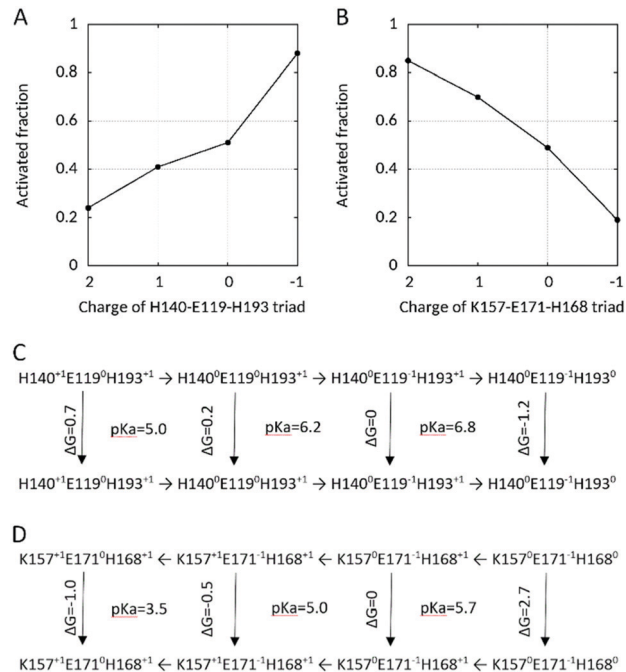 A
B
1
0.8
0.6
0.4
0.2
0
2
1
0
-1
Activated fraction
Charge of H140-E119-H193 triad
1
0.8
0.6
0.4
0.2
0
2
1
0
-1
Activated fraction
Charge of K157-E171-H168 triad
C
H140⁺¹E119⁰H193⁺¹ → H140⁰E119⁰H193⁺¹ → H140⁰E119⁻¹H193⁺¹ → H140⁰E119⁻¹H193⁰
ΔG=0.7
pKa=5.0
ΔG=0.2
pKa=6.2
ΔG=0
pKa=6.8
ΔG=-1.2
H140⁺¹E119⁰H193⁺¹ → H140⁰E119⁰H193⁺¹ → H140⁰E119⁻¹H193⁺¹ → H140⁰E119⁻¹H193⁰
D
K157⁺¹E171⁰H168⁺¹ ← K157⁺¹E171⁻¹H168⁺¹ ← K157⁰E171⁻¹H168⁺¹ ← K157⁰E171⁻¹H168⁰
ΔG=-1.0
pKa=3.5
ΔG=-0.5
pKa=5.0
ΔG=0
pKa=5.7
ΔG=2.7
K157⁺¹E171⁰H168⁺¹ ← K157⁺¹E171⁻¹H168⁺¹ ← K157⁰E171⁻¹H168⁺¹ ← K157⁰E171⁻¹H168⁰